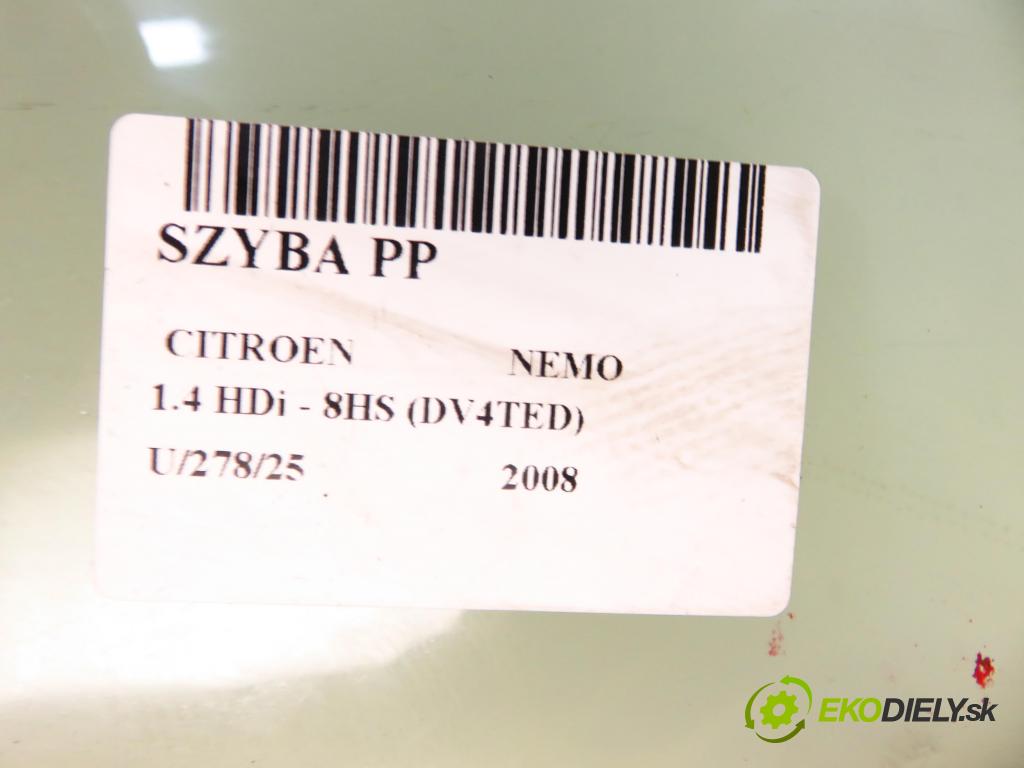 SZYBA PP
CITROEN NEMO
1.4 HDi - 8HS (DV4TED)
U/278/25 2008
EKODIELY.sk